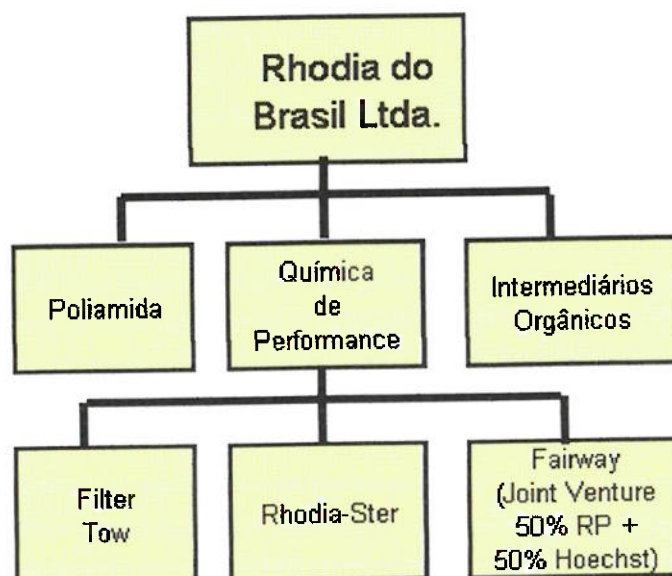 Rhodia do
Brasil Ltda.
Poliamida
Química
de
Performance
Intermediários
Orgânicos
Filter
Tow
Rhodia-Ster
Fairway
(Joint Venture
50% RP +
50% Hoechst)